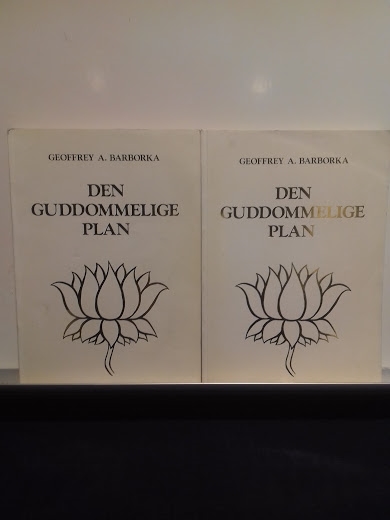 GEOFFREY A. BARBORKA
DEN
GUDDOMMELIGE
PLAN
GEOFFREY A. BARBORKA
DEN
GUDDOMMELIGE
PLAN